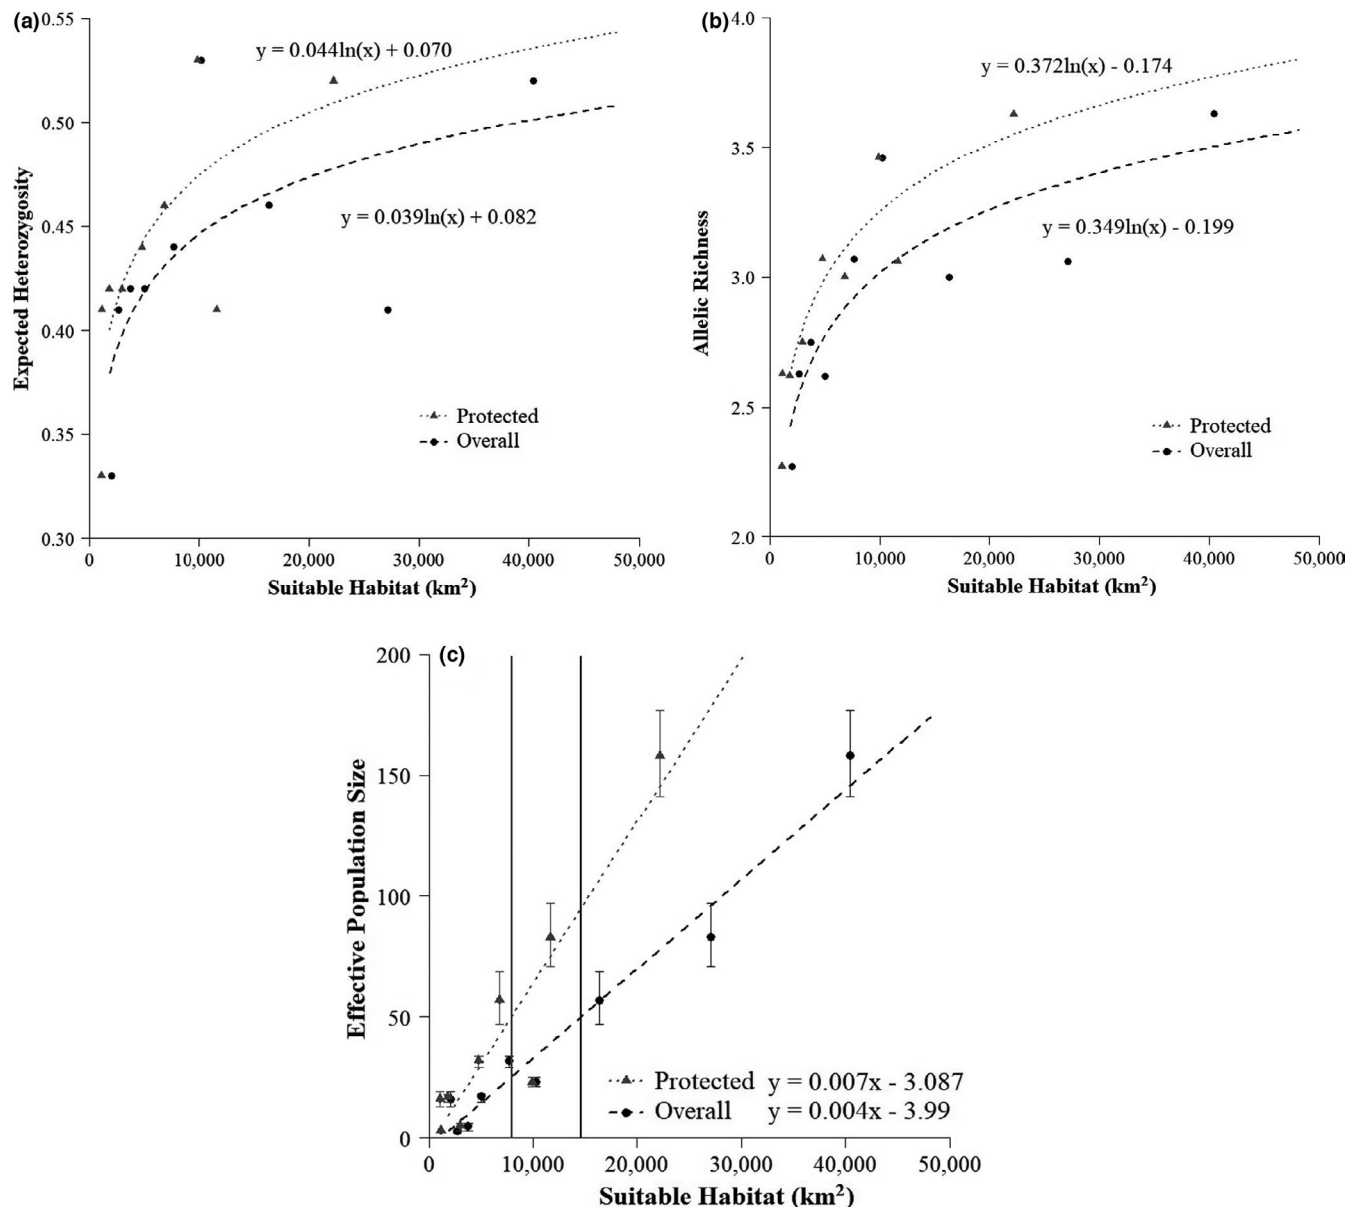 (a)
0.55
0.50
0.45
0.40
0.35
0.30
Expected Heterozygosity
y = 0.044ln(x) + 0.070
y = 0.039ln(x) + 0.082
Protected
Overall
0 10,000 20,000 30,000 40,000 50,000
Suitable Habitat (km²)
(b)
4.0
3.5
3.0
2.5
2.0
Allelic Richness
y = 0.372ln(x) - 0.174
y = 0.349ln(x) - 0.199
Protected
Overall
0 10,000 20,000 30,000 40,000 50,000
Suitable Habitat (km²)
(c)
200
150
100
50
0
Effective Population Size
Protected y = 0.007x - 3.087
Overall y = 0.004x - 3.99
0 10,000 20,000 30,000 40,000 50,000
Suitable Habitat (km²)